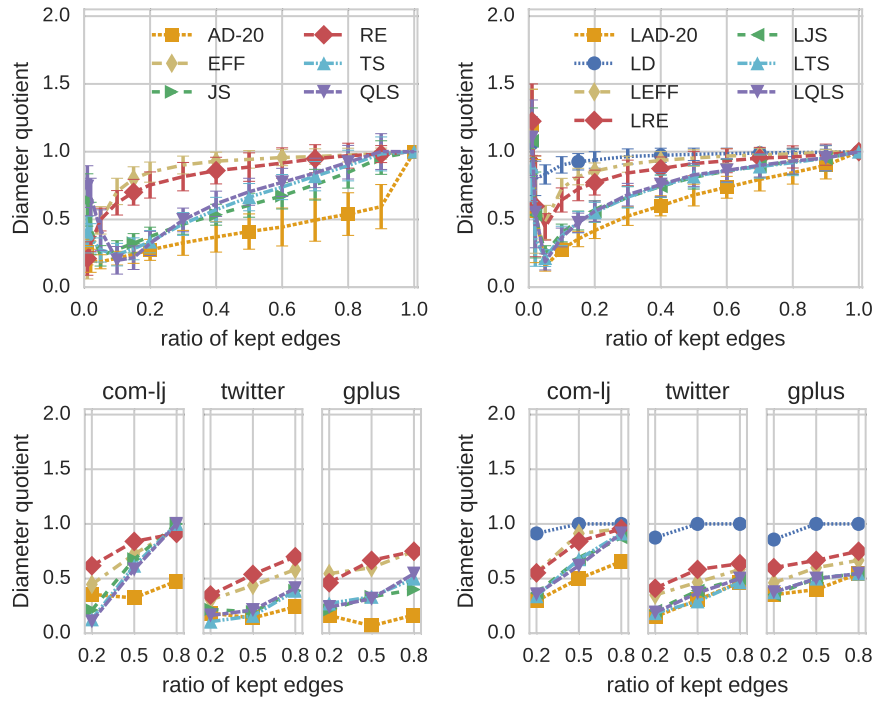 2.0
1.5
1.0
0.5
0.0
Diameter quotient
AD-20
EFF
JS
RE
TS
QLS
0.0 0.2 0.4 0.6 0.8 1.0
ratio of kept edges
2.0
1.5
1.0
0.5
0.0
Diameter quotient
LAD-20
LD
LEFF
LRE
LJS
LTS
LQLS
0.0 0.2 0.4 0.6 0.8 1.0
ratio of kept edges
com-lj twitter gplus
2.0
1.5
1.0
0.5
0.0
Diameter quotient
0.2 0.5 0.8 0.2 0.5 0.8 0.2 0.5 0.8
ratio of kept edges
com-lj twitter gplus
2.0
1.5
1.0
0.5
0.0
Diameter quotient
0.2 0.5 0.8 0.2 0.5 0.8 0.2 0.5 0.8
ratio of kept edges